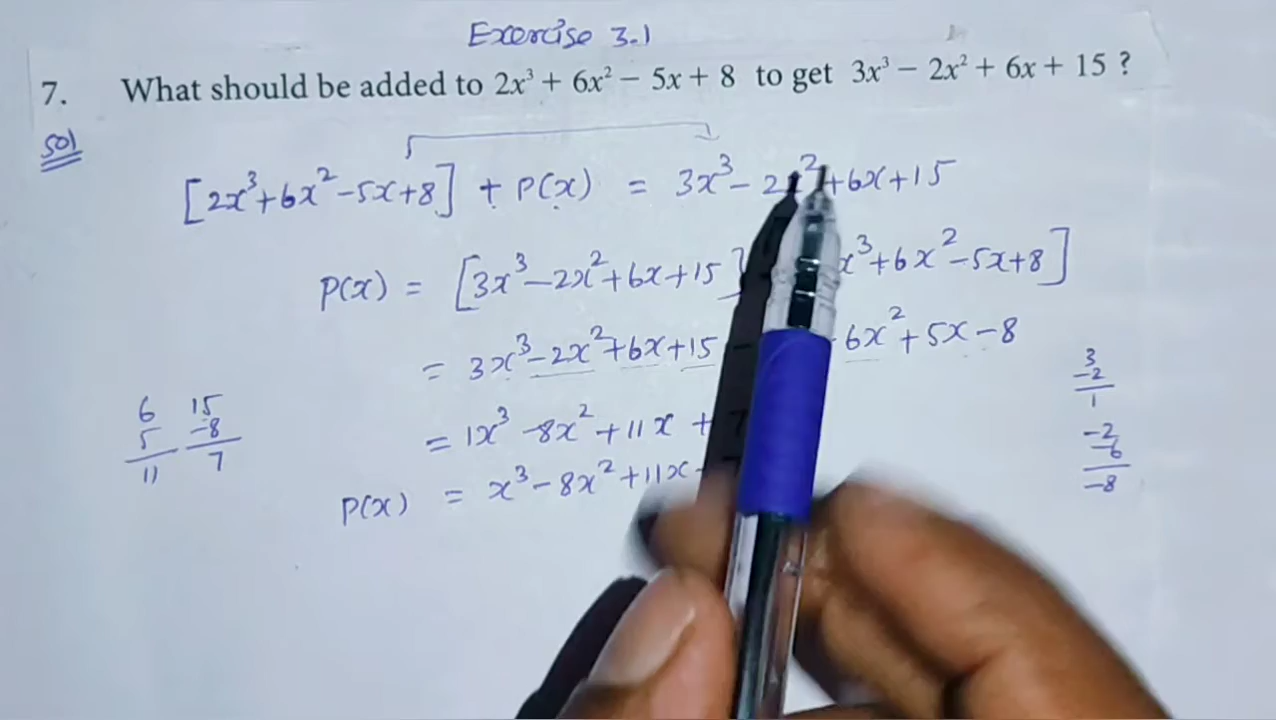 Exercise 3.1
7. What should be added to 2x³ + 6x² − 5x + 8 to get 3x³ − 2x² + 6x + 15 ?
Sol
[2x³+6x²−5x+8] + P(x) = 3x³−2x²+6x+15
P(x) = [3x³−2x²+6x+15] x³+6x²−5x+8]
= 3x³−2x²+6x+15 − 6x²+5x−8
= 1x³ −8x²+11x + 7
P(x) = x³−8x²+11x
6
5
11
15
−8
7
3
−2
1
−2
−6
−8